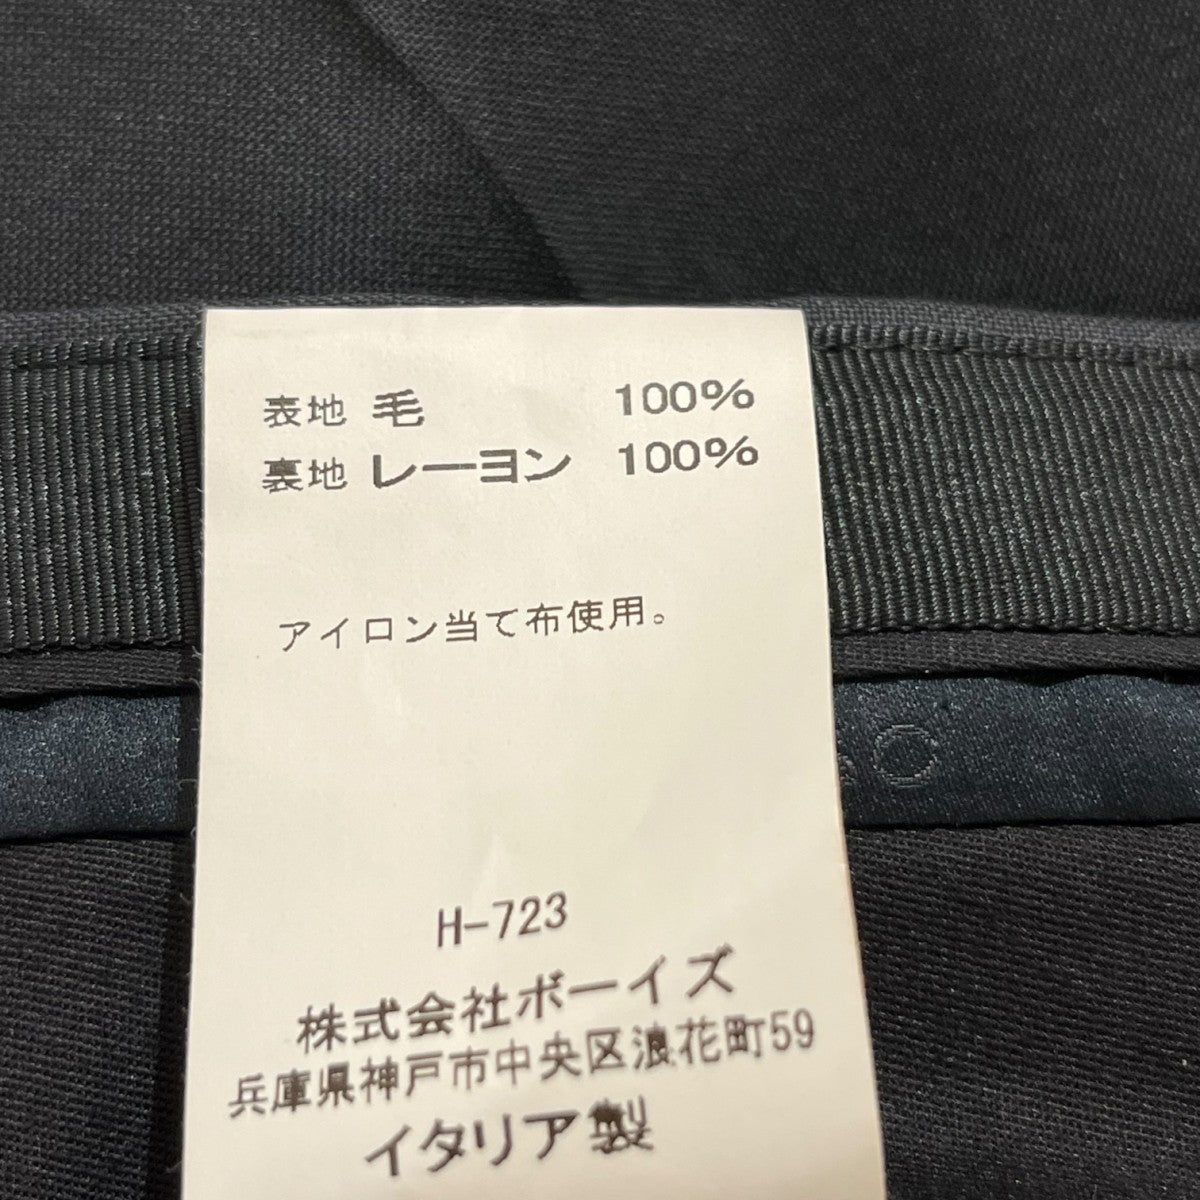 表地 毛 100%
裏地 レーヨン 100%
アイロン当て布使用。
H-723
株式会社ボーイズ
兵庫県神戸市中央区浪花町59
イタリア製